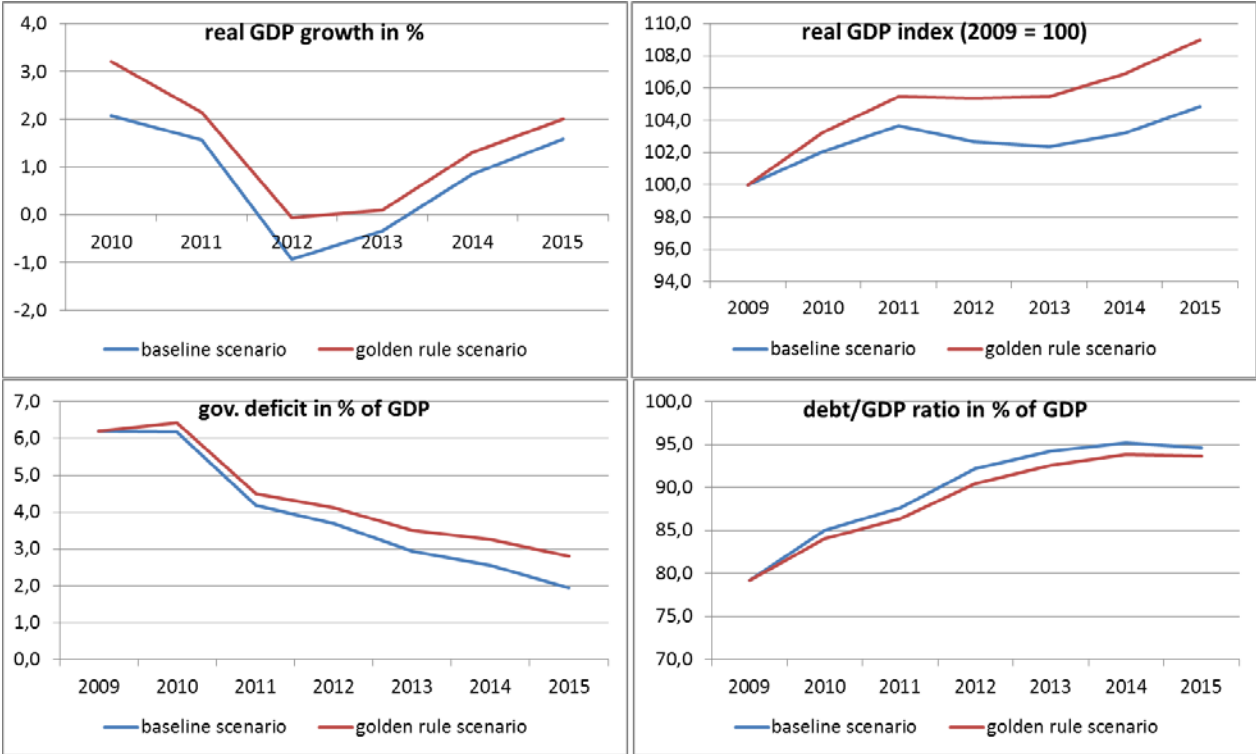 real GDP growth in %
4,0
3,0
2,0
1,0
0,0
-1,0
-2,0
2010 2011 2012 2013 2014 2015
baseline scenario golden rule scenario
real GDP index (2009 = 100)
110,0
108,0
106,0
104,0
102,0
100,0
98,0
96,0
94,0
2009 2010 2011 2012 2013 2014 2015
baseline scenario golden rule scenario
gov. deficit in % of GDP
7,0
6,0
5,0
4,0
3,0
2,0
1,0
0,0
2009 2010 2011 2012 2013 2014 2015
baseline scenario golden rule scenario
debt/GDP ratio in % of GDP
100,0
95,0
90,0
85,0
80,0
75,0
70,0
2009 2010 2011 2012 2013 2014 2015
baseline scenario golden rule scenario